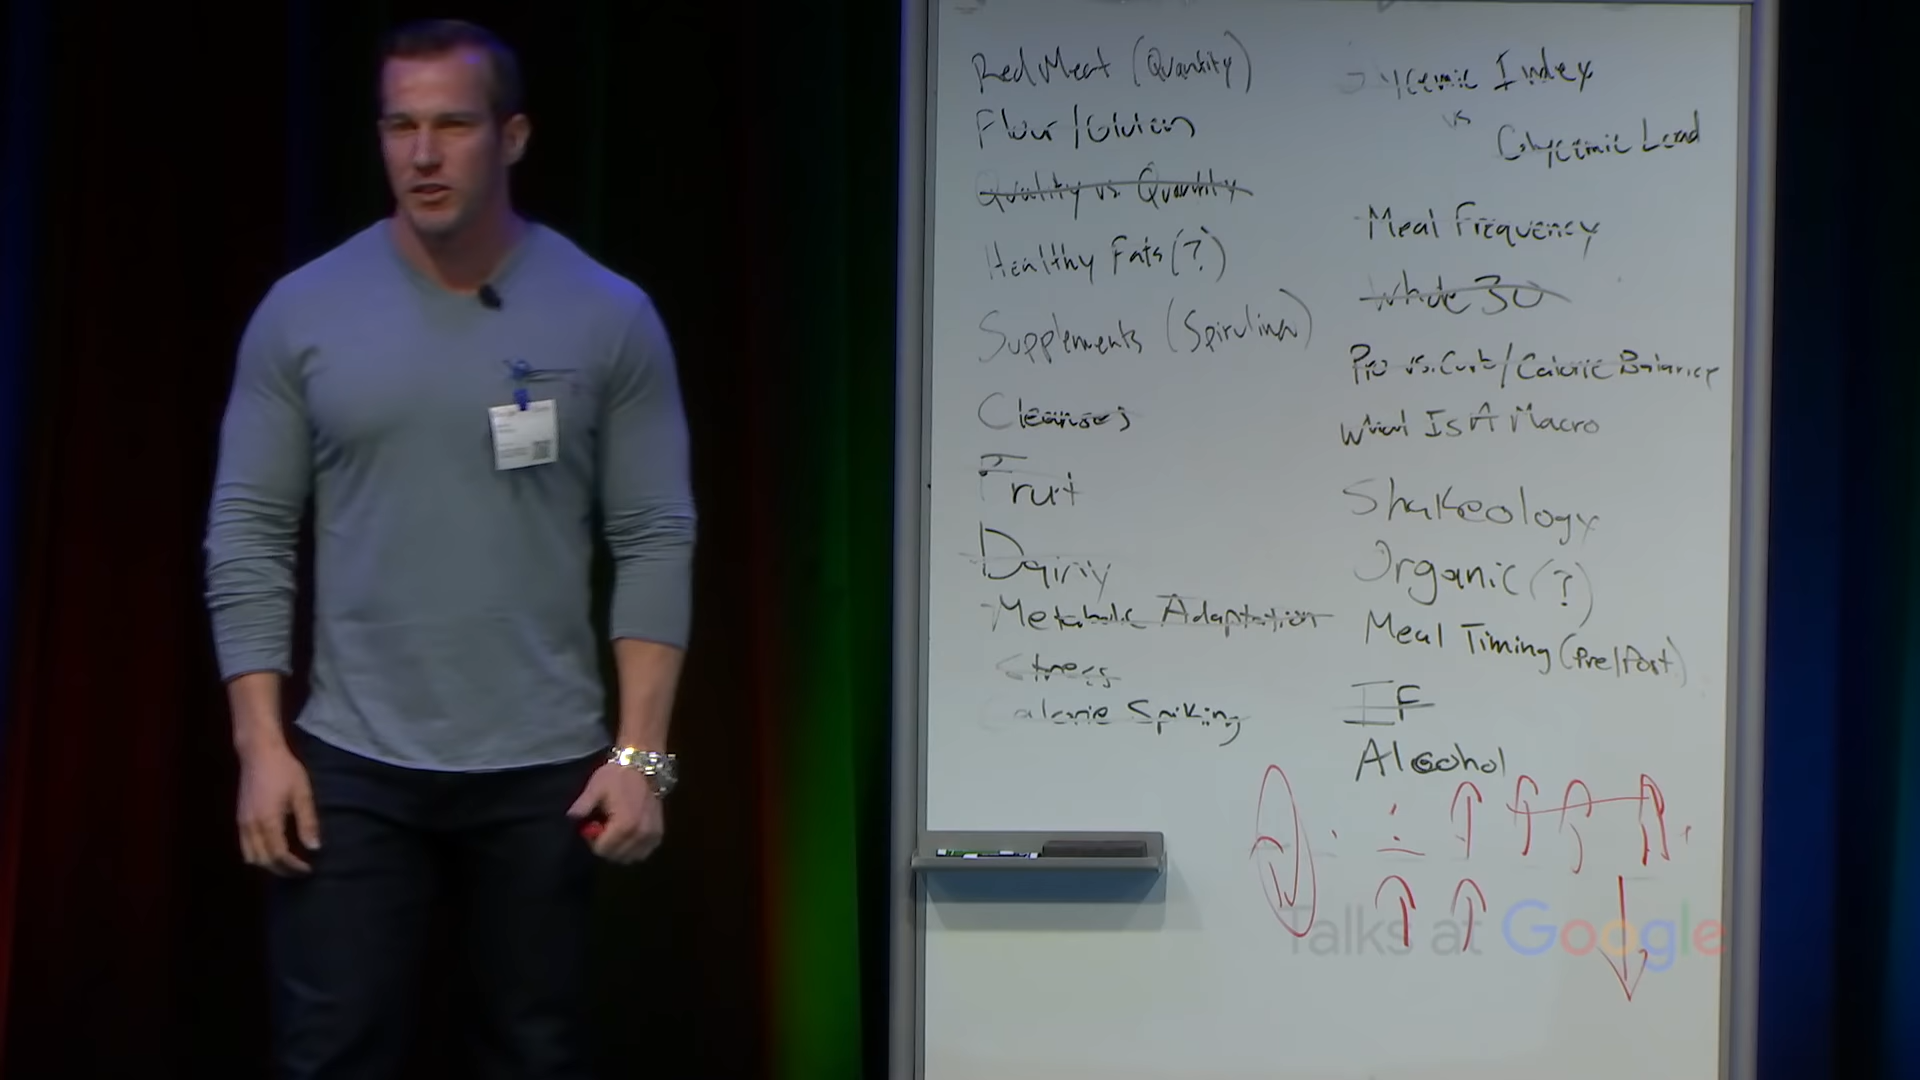 Red Meat (Quantity)
Flour/Gluten
Quality vs. Quantity
Healthy Fats (?)
Supplements (Spirulina)
Cleanses
Fruit
Dairy
Metabolic Adaptation
Stress
Calorie Spiking
Glycemic Index
vs
Glycemic Load
Meal Frequency
Whole 30
Pro vs. Carb/Caloric Balance
What Is A Macro
Shakeology
Organic (?)
Meal Timing (Pre/Post)
IF
Alcohol
Talks at Google